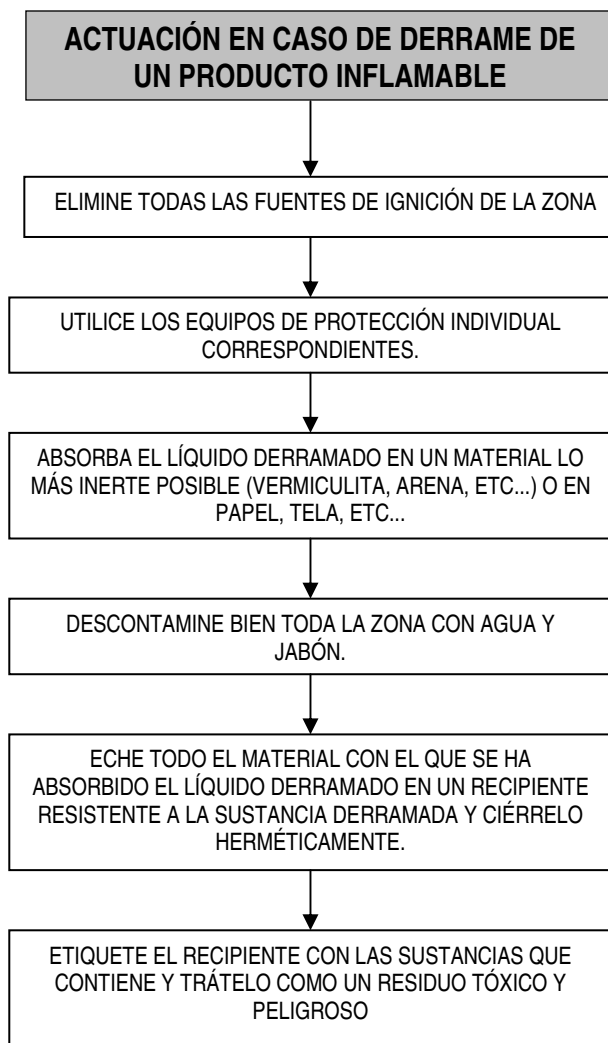 ACTUACIÓN EN CASO DE DERRAME DE
UN PRODUCTO INFLAMABLE
ELIMINE TODAS LAS FUENTES DE IGNICIÓN DE LA ZONA
UTILICE LOS EQUIPOS DE PROTECCIÓN INDIVIDUAL
CORRESPONDIENTES.
ABSORBA EL LÍQUIDO DERRAMADO EN UN MATERIAL LO
MÁS INERTE POSIBLE (VERMICULITA, ARENA, ETC...) O EN
PAPEL, TELA, ETC...
DESCONTAMINE BIEN TODA LA ZONA CON AGUA Y
JABÓN.
ECHE TODO EL MATERIAL CON EL QUE SE HA
ABSORBIDO EL LÍQUIDO DERRAMADO EN UN RECIPIENTE
RESISTENTE A LA SUSTANCIA DERRAMADA Y CIÉRRELO
HERMÉTICAMENTE.
ETIQUETE EL RECIPIENTE CON LAS SUSTANCIAS QUE
CONTIENE Y TRÁTELO COMO UN RESIDUO TÓXICO Y
PELIGROSO